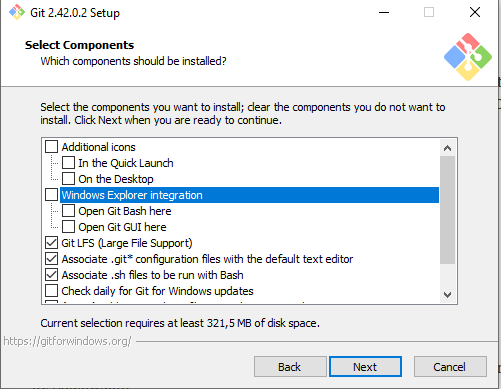 Git 2.42.0.2 Setup
Select Components
Which components should be installed?
Select the components you want to install; clear the components you do not want to
install. Click Next when you are ready to continue.
Additional icons
In the Quick Launch
On the Desktop
Windows Explorer integration
Open Git Bash here
Open Git GUI here
Git LFS (Large File Support)
Associate .git* configuration files with the default text editor
Associate .sh files to be run with Bash
Check daily for Git for Windows updates
Current selection requires at least 321,5 MB of disk space.
https://gitforwindows.org/
Back
Next
Cancel